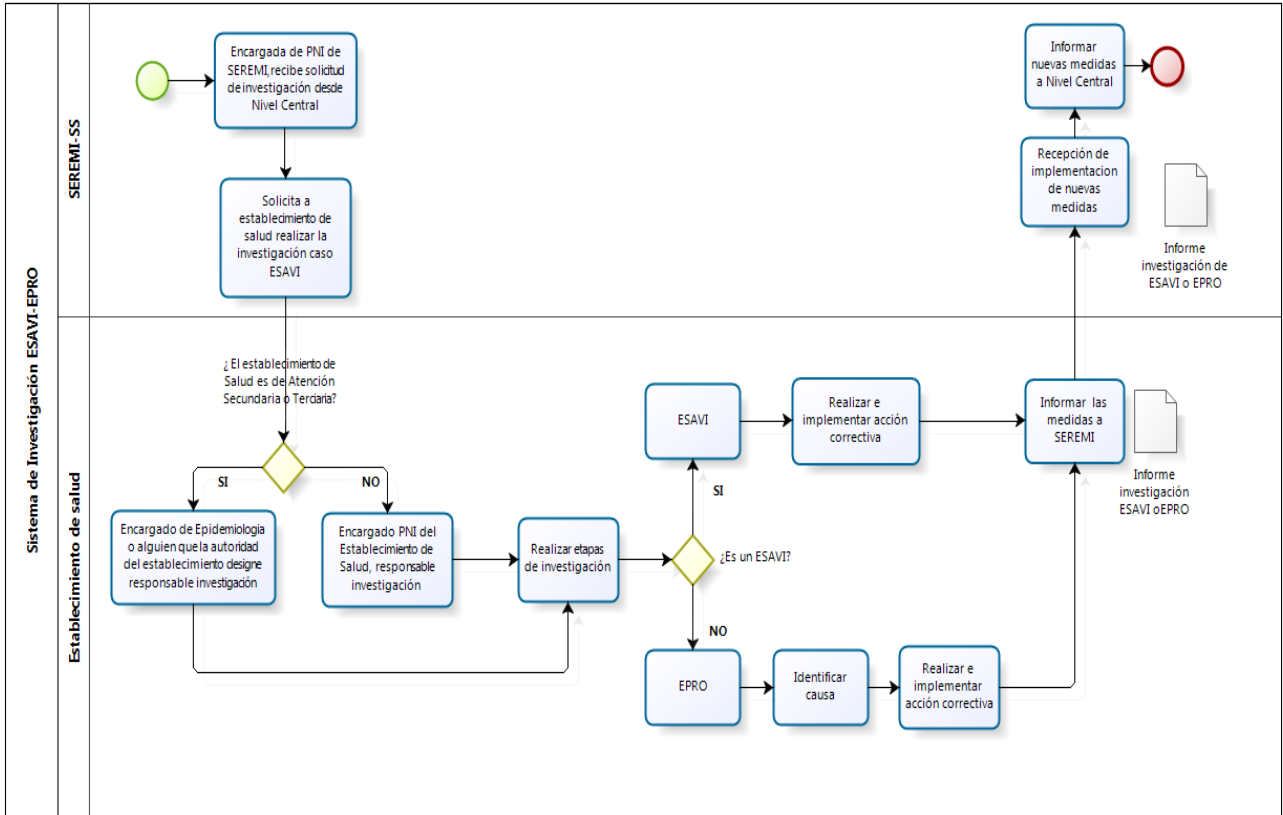 Sistema de Investigación ESAVI-EPRO
SEREMI-SS
Encargada de PNI de
SEREMI,recibe solicitud
de investigación desde
Nivel Central
Solicita a
establecimiento de
salud realizar la
investigación caso
ESAVI
Informar
nuevas medidas
a Nivel Central
Recepción de
implementacion
de nuevas
medidas
Informe
investigación de
ESAVI o EPRO
Establecimiento de salud
¿ El establecimiento de
Salud es de Atención
Secundaria o Terciaria?
SI
NO
Encargado de Epidemiologia
o alguien que la autoridad
del establecimiento designe
responsable investigación
Encargado PNI del
Establecimiento de
Salud, responsable
investigación
Realizar etapas
de investigación
¿Es un ESAVI?
SI
ESAVI
Realizar e
implementar acción
correctiva
NO
EPRO
Identificar
causa
Realizar e
implementar
acción correctiva
Informar las
medidas a
SEREMI
Informe
investigación
ESAVI oEPRO